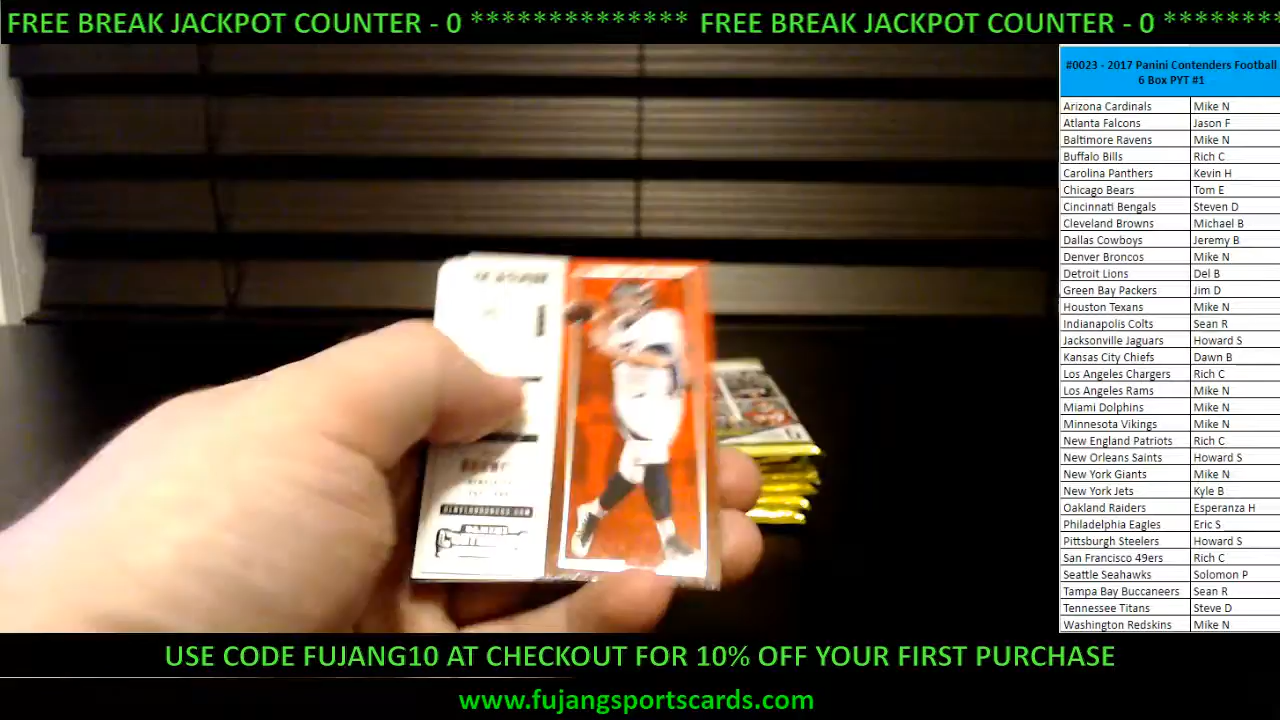 FREE BREAK JACKPOT COUNTER - 0 ************** FREE BREAK JACKPOT COUNTER - 0 ********
#0023 - 2017 Panini Contenders Football
6 Box PYT #1
Arizona Cardinals Mike N
Atlanta Falcons Jason F
Baltimore Ravens Mike N
Buffalo Bills Rich C
Carolina Panthers Kevin H
Chicago Bears Tom E
Cincinnati Bengals Steven D
Cleveland Browns Michael B
Dallas Cowboys Jeremy B
Denver Broncos Mike N
Detroit Lions Del B
Green Bay Packers Jim D
Houston Texans Mike N
Indianapolis Colts Sean R
Jacksonville Jaguars Howard S
Kansas City Chiefs Dawn B
Los Angeles Chargers Rich C
Los Angeles Rams Mike N
Miami Dolphins Mike N
Minnesota Vikings Mike N
New England Patriots Rich C
New Orleans Saints Howard S
New York Giants Mike N
New York Jets Kyle B
Oakland Raiders Esperanza H
Philadelphia Eagles Eric S
Pittsburgh Steelers Howard S
San Francisco 49ers Rich C
Seattle Seahawks Solomon P
Tampa Bay Buccaneers Sean R
Tennessee Titans Steve D
Washington Redskins Mike N
USE CODE FUJANG10 AT CHECKOUT FOR 10% OFF YOUR FIRST PURCHASE
www.fujangsportscards.com